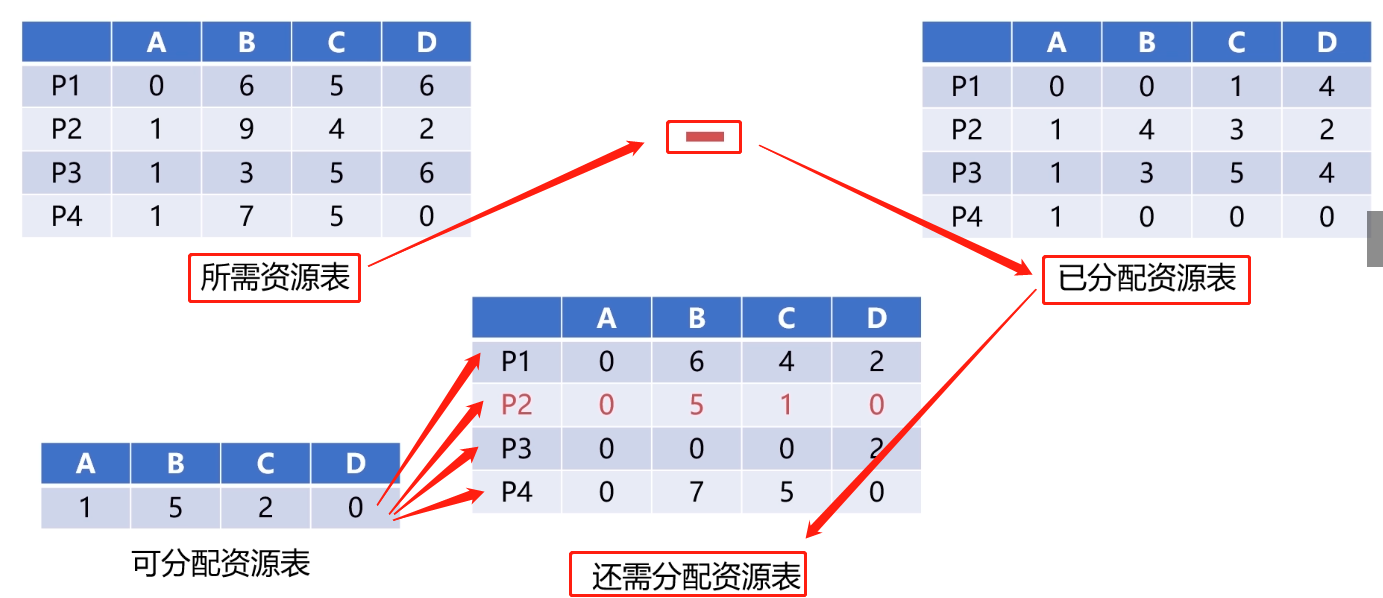 A B C D
P1 0 6 5 6
P2 1 9 4 2
P3 1 3 5 6
P4 1 7 5 0
所需资源表
A B C D
P1 0 0 1 4
P2 1 4 3 2
P3 1 3 5 4
P4 1 0 0 0
已分配资源表
A B C D
1 5 2 0
可分配资源表
A B C D
P1 0 6 4 2
P2 0 5 1 0
P3 0 0 0 2
P4 0 7 5 0
还需分配资源表